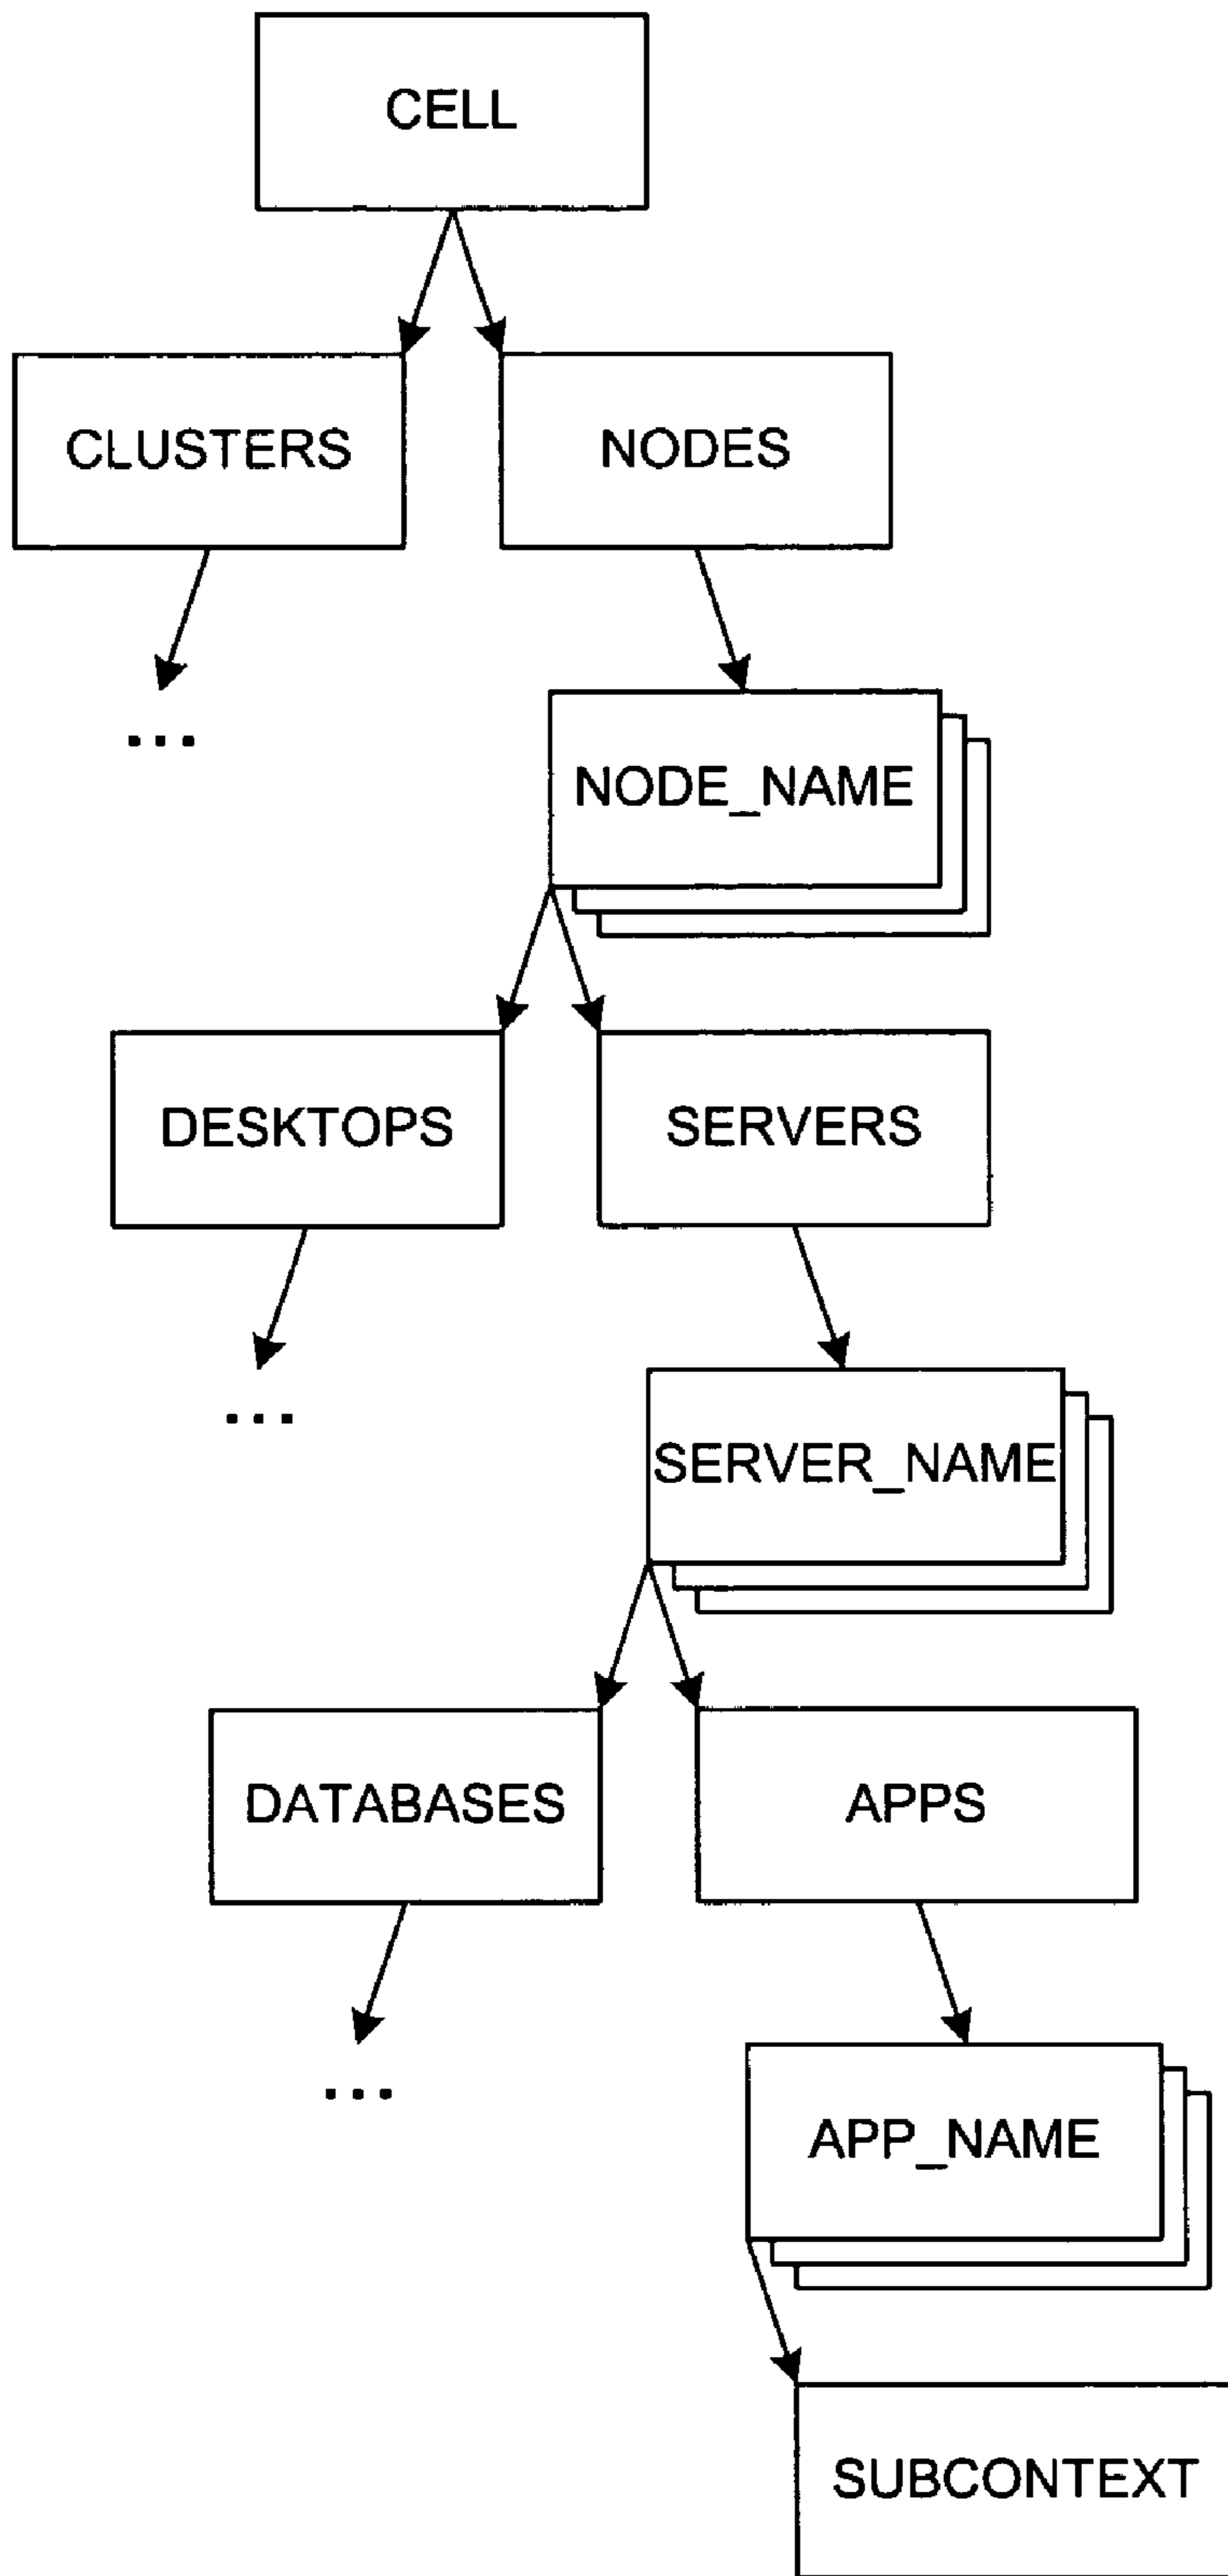 CELL
CLUSTERS
NODES
...
NODE_NAME
DESKTOPS
SERVERS
...
SERVER_NAME
DATABASES
APPS
...
APP_NAME
SUBCONTEXT